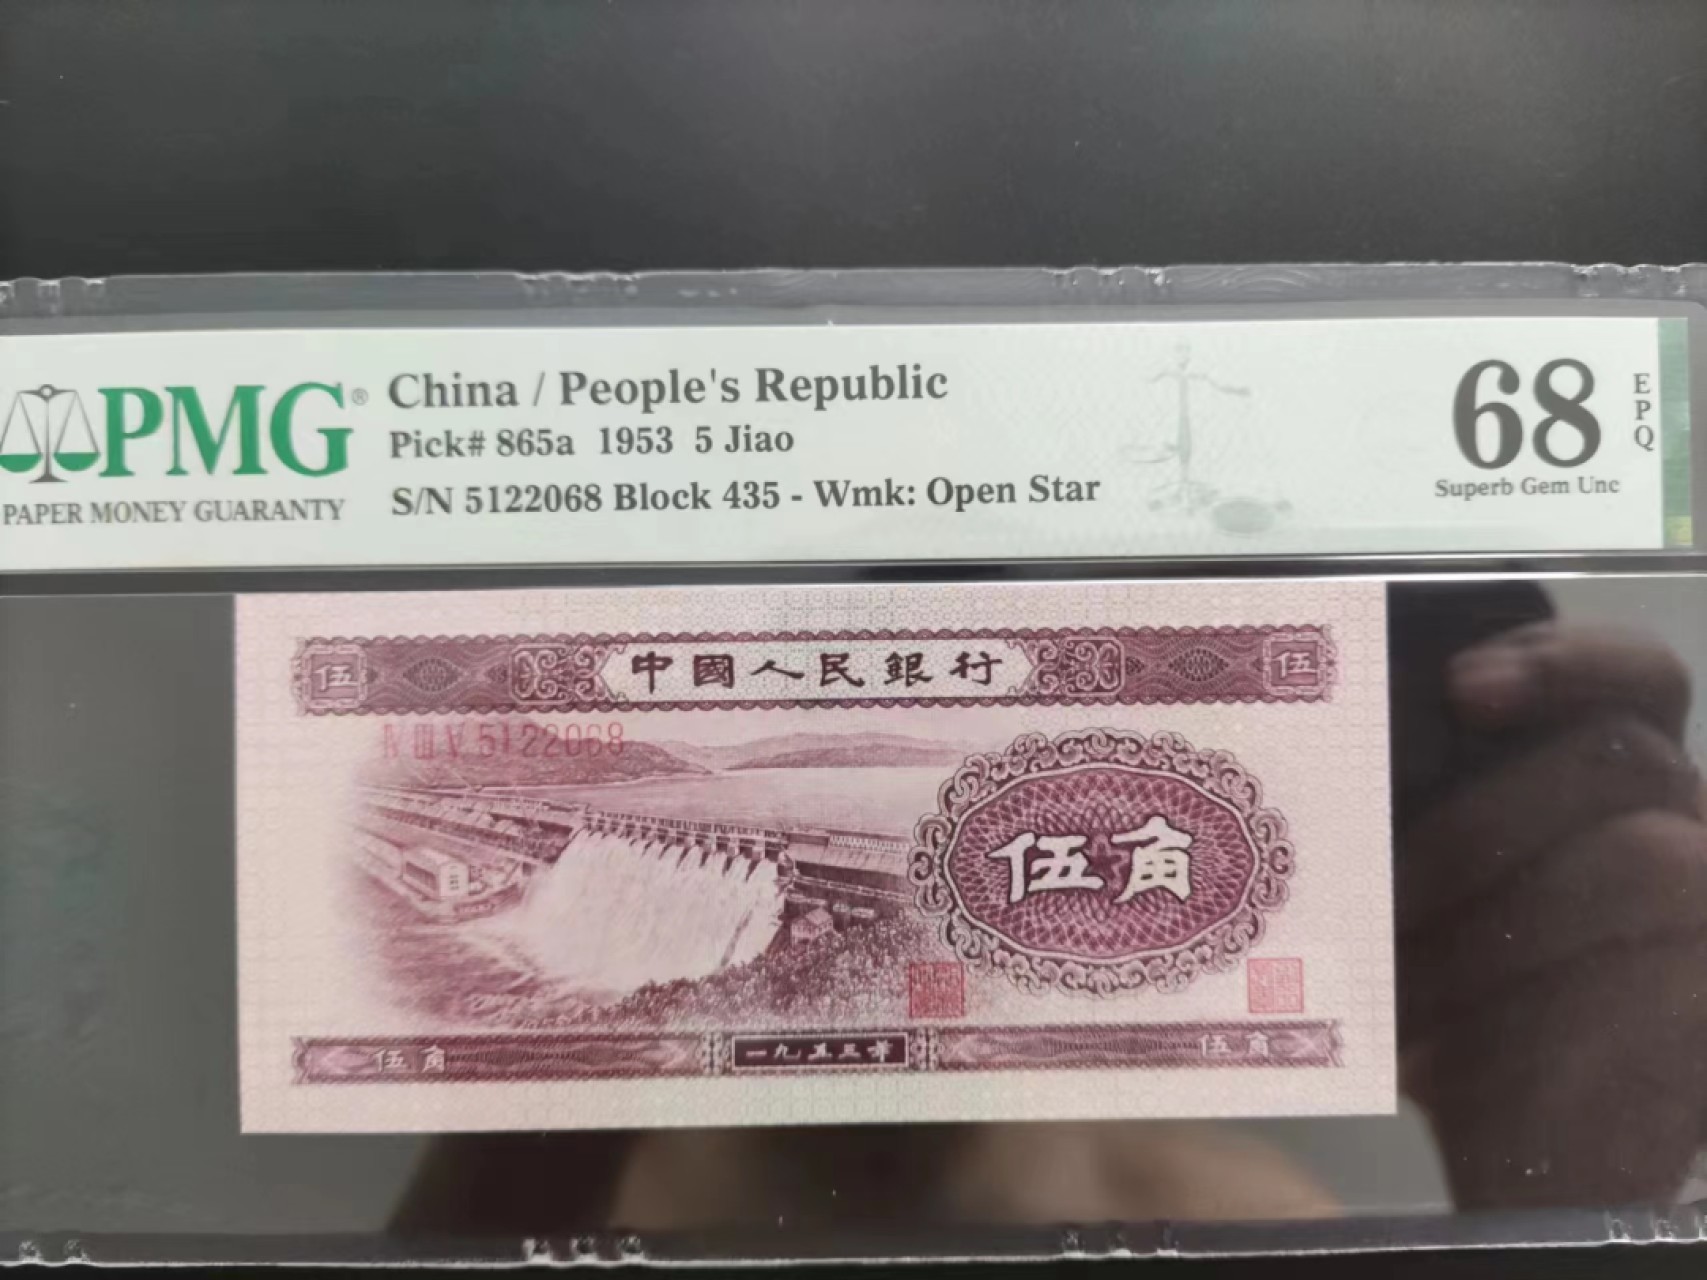 PMG®
PAPER MONEY GUARANTY
China / People's Republic
Pick# 865a 1953 5 Jiao
S/N 5122068 Block 435 - Wmk: Open Star
68
EPQ
Superb Gem Unc
伍 中國人民銀行 伍
Ⅳ Ⅲ Ⅴ 5122068
伍角
伍角 一九五三年 伍角